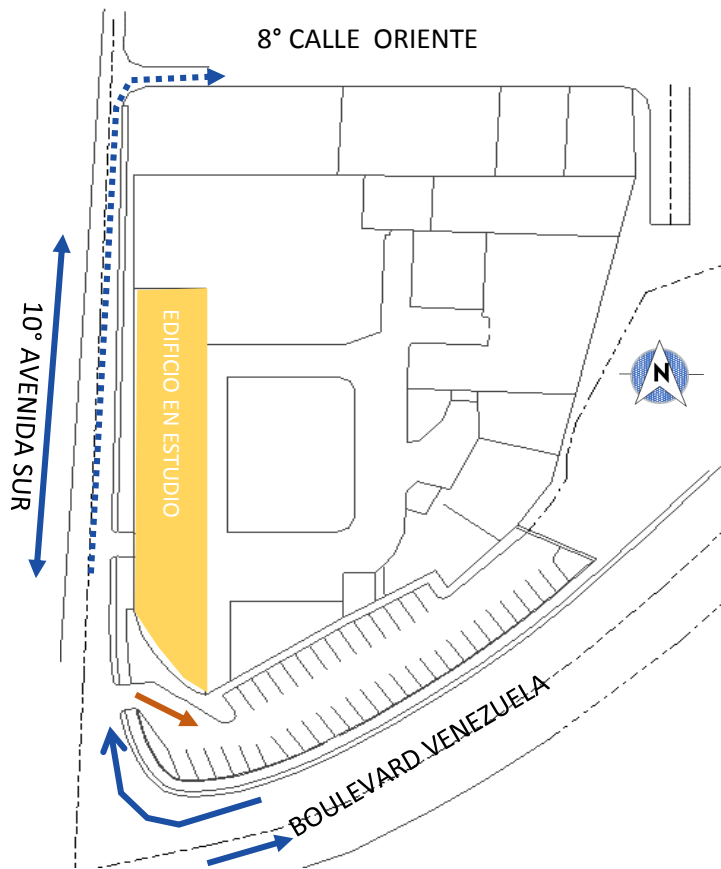 8° CALLE ORIENTE
10° AVENIDA SUR
EDIFICIO EN ESTUDIO
N
BOULEVARD VENEZUELA